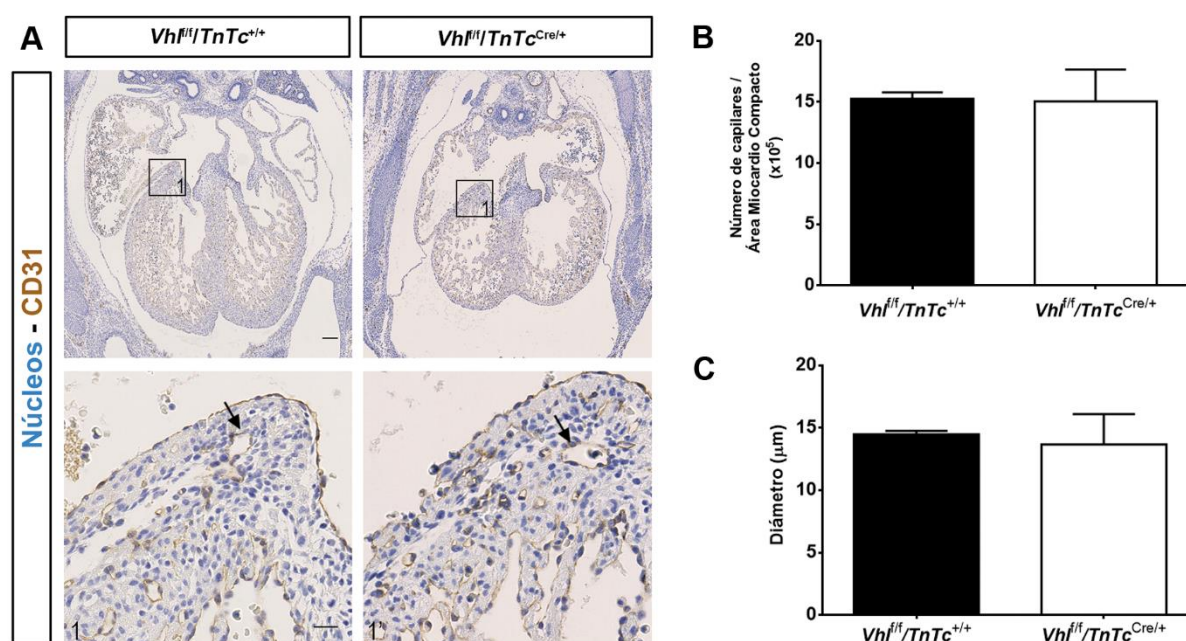 A
Vhlf/f/TnTc+/+
Vhlf/f/TnTcCre/+
Núcleos - CD31
1
1
1
1'
B
Número de capilares /
Área Miocardio Compacto
(x10⁵)
20
15
10
5
0
Vhlf/f/TnTc+/+
Vhlf/f/TnTcCre/+
C
Diámetro (μm)
20
15
10
5
0
Vhlf/f/TnTc+/+
Vhlf/f/TnTcCre/+